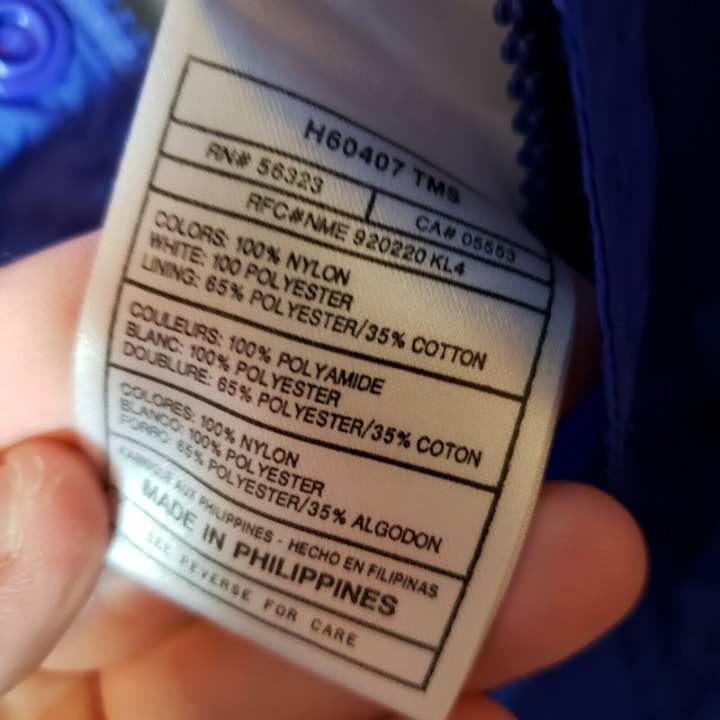 H60407 TMS
RN# 56323
CA# 05553
RFC#NME 920220 KL4
COLORS: 100% NYLON
WHITE: 100 POLYESTER
LINING: 65% POLYESTER/35% COTTON
COULEURS: 100% POLYAMIDE
BLANC: 100% POLYESTER
DOUBLURE: 65% POLYESTER/35% COTON
COLORES: 100% NYLON
BLANCO: 100% POLYESTER
FORRO: 65% POLYESTER/35% ALGODON
FABRIQUE AUX PHILIPPINES - HECHO EN FILIPINAS
MADE IN PHILIPPINES
SEE REVERSE FOR CARE